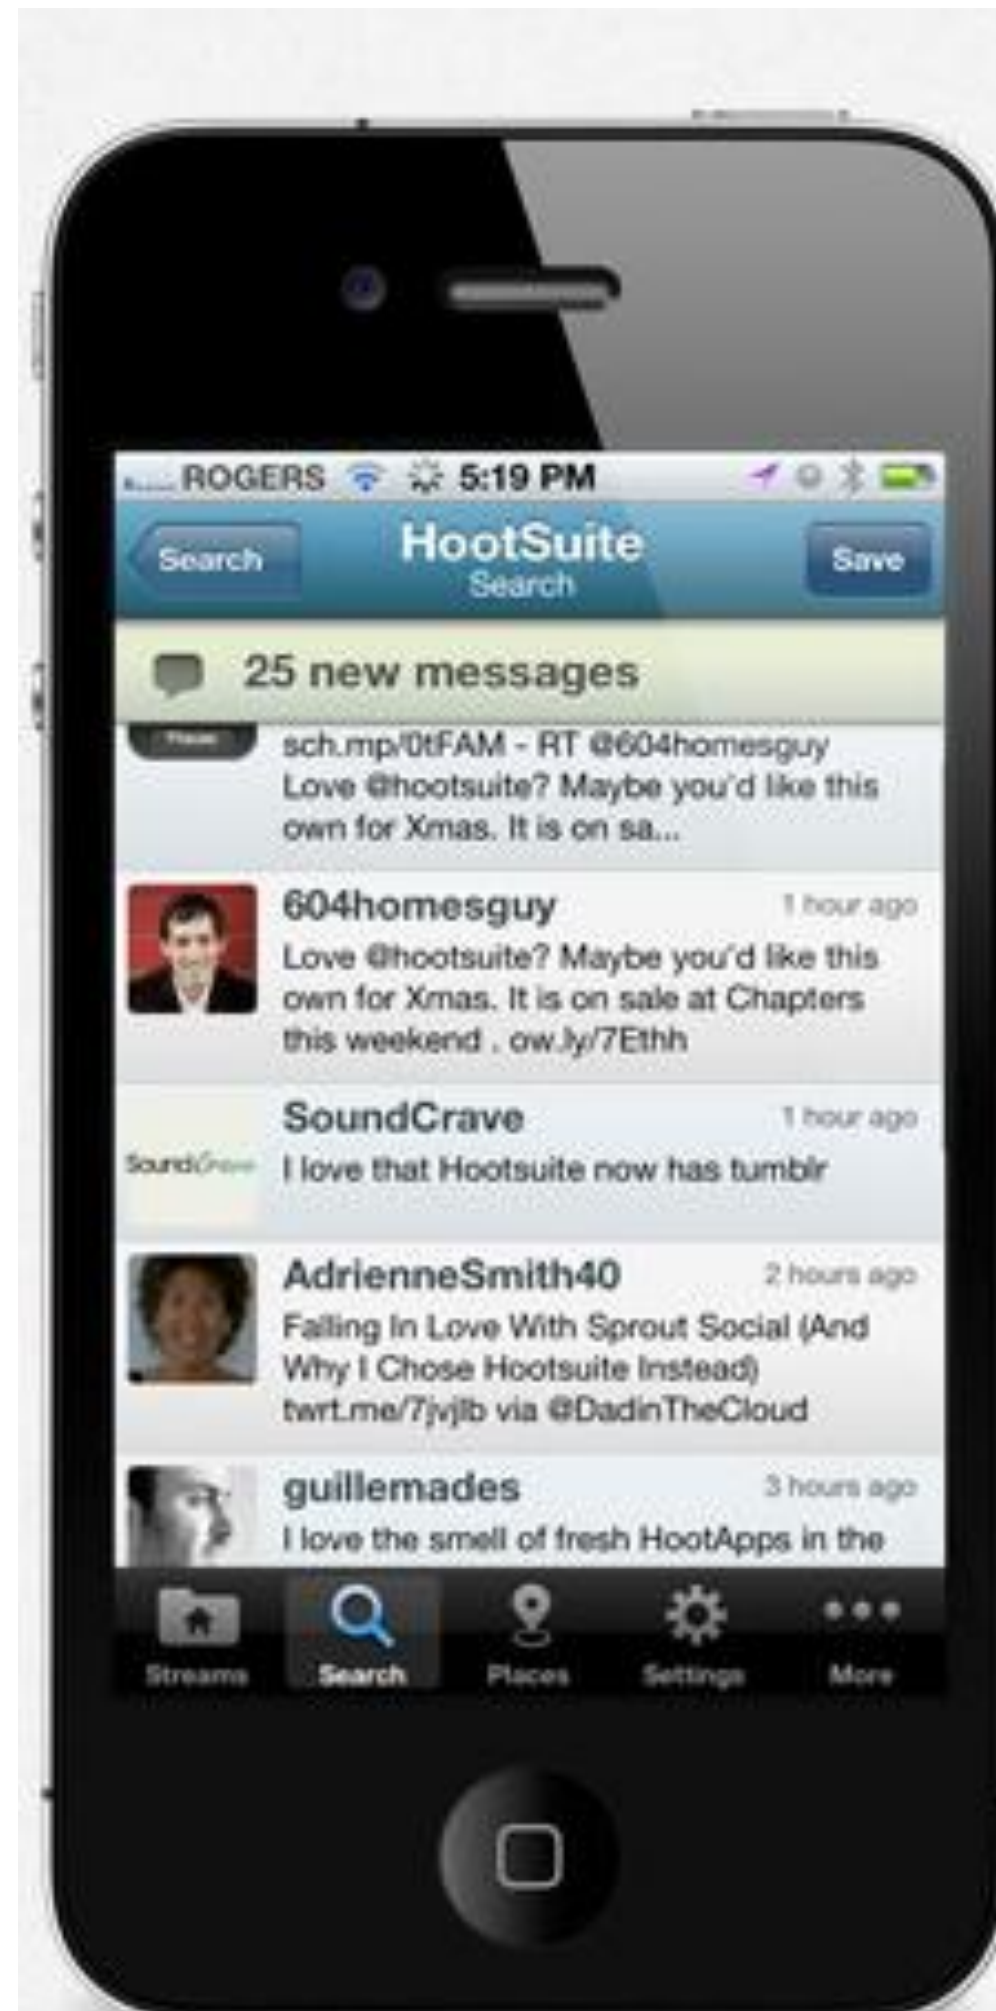 ROGERS 5:19 PM
Search
HootSuite
Search
Save
25 new messages
sch.mp/0tFAM - RT @604homesguy
Love @hootsuite? Maybe you'd like this
own for Xmas. It is on sa...
604homesguy 1 hour ago
Love @hootsuite? Maybe you'd like this
own for Xmas. It is on sale at Chapters
this weekend . ow.ly/7Ethh
SoundCrave 1 hour ago
SoundCrave
I love that Hootsuite now has tumblr
AdrienneSmith40 2 hours ago
Falling In Love With Sprout Social (And
Why I Chose Hootsuite Instead)
twrt.me/7jvjlb via @DadinTheCloud
guillemades 3 hours ago
I love the smell of fresh HootApps in the
Streams Search Places Settings More